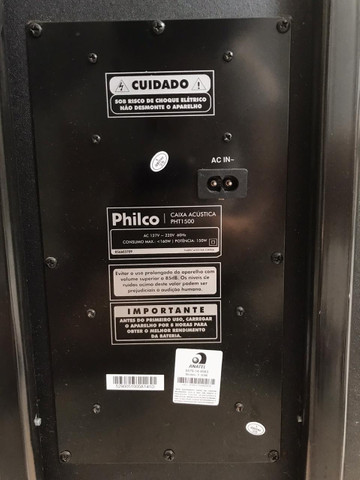 CUIDADO
SOB RISCO DE CHOQUE ELÉTRICO
NÃO DESMONTE O APARELHO
AC IN~
Philco
CAIXA ACÚSTICA
PHT1500
AC 127V - 220V 60Hz
CONSUMO MAX.: <160W | POTÊNCIA: 150W
Evitar o uso prolongado do aparelho com
volume superior a 85dB. Os níveis de
ruídos acima deste valor podem ser
prejudiciais à audição humana.
IMPORTANTE
ANTES DO PRIMEIRO USO, CARREGAR
O APARELHO POR 8 HORAS PARA
OBTER O MELHOR RENDIMENTO
DA BATERIA.
ANATEL